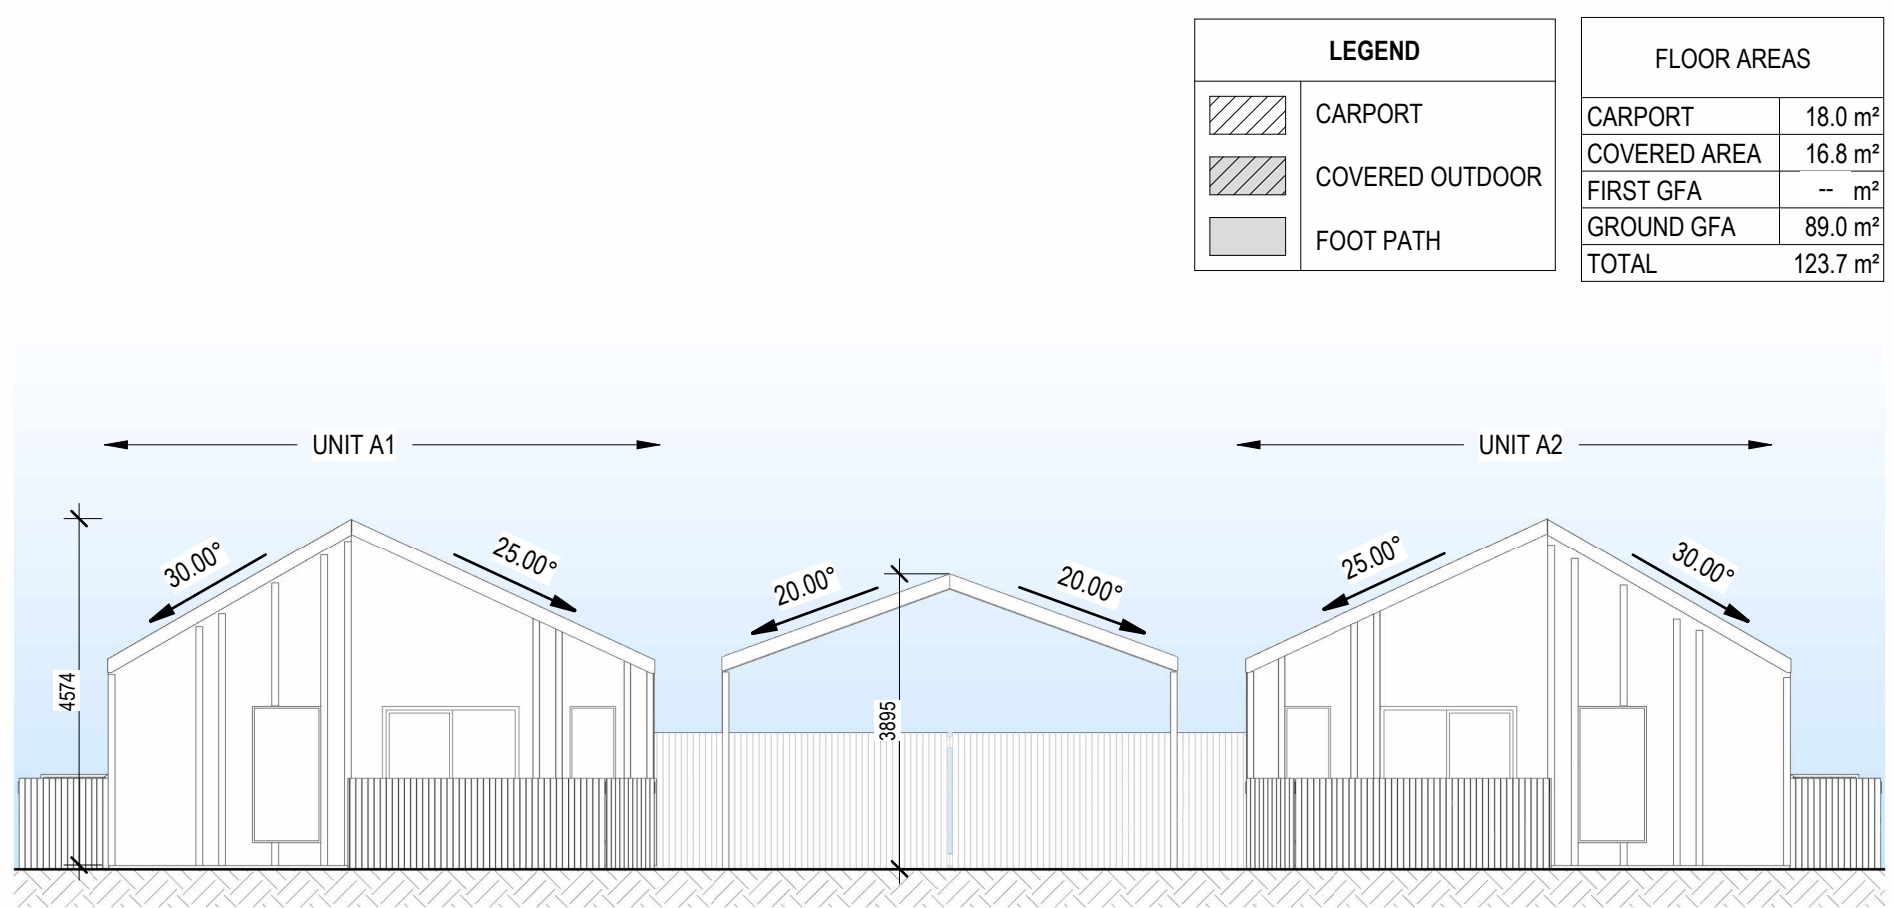 LEGEND
CARPORT
COVERED OUTDOOR
FOOT PATH
FLOOR AREAS
CARPORT 18.0 m²
COVERED AREA 16.8 m²
FIRST GFA -- m²
GROUND GFA 89.0 m²
TOTAL 123.7 m²
UNIT A1
UNIT A2
30.00°
25.00°
20.00°
20.00°
25.00°
30.00°
4574
3895